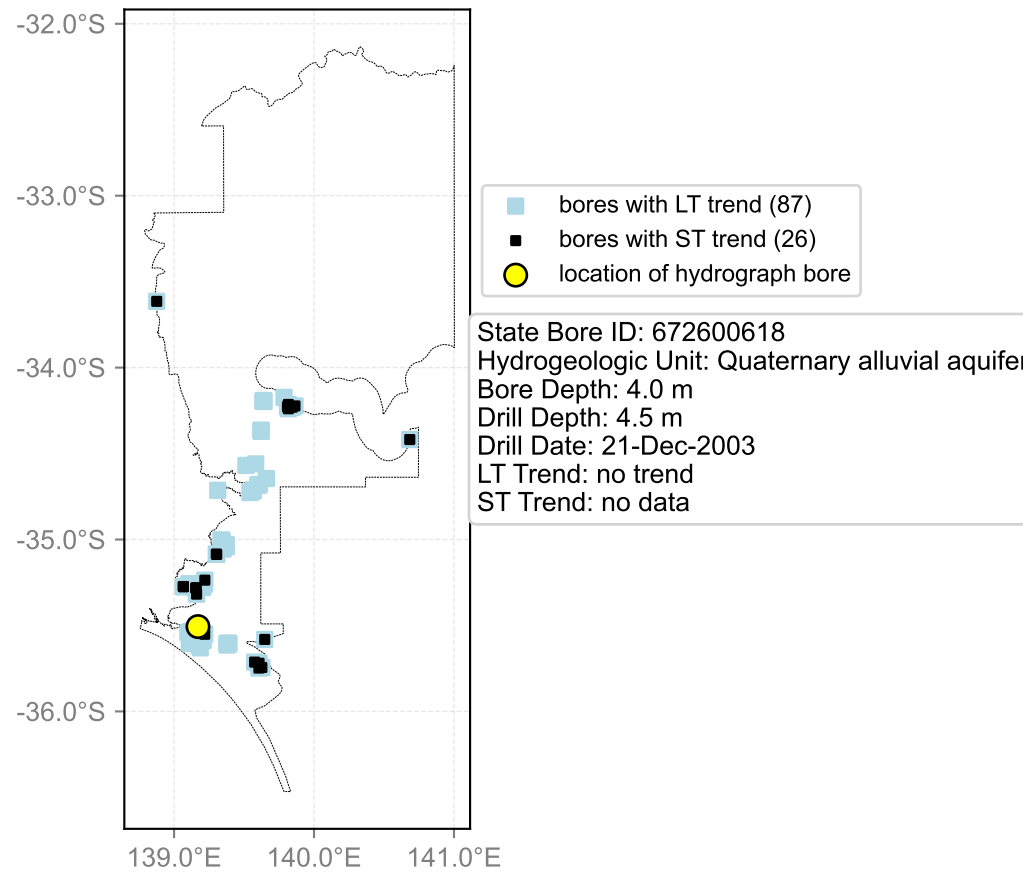 -32.0°S
-33.0°S
-34.0°S
-35.0°S
-36.0°S
139.0°E 140.0°E 141.0°E
bores with LT trend (87)
bores with ST trend (26)
location of hydrograph bore
State Bore ID: 672600618
Hydrogeologic Unit: Quaternary alluvial aquifer
Bore Depth: 4.0 m
Drill Depth: 4.5 m
Drill Date: 21-Dec-2003
LT Trend: no trend
ST Trend: no data